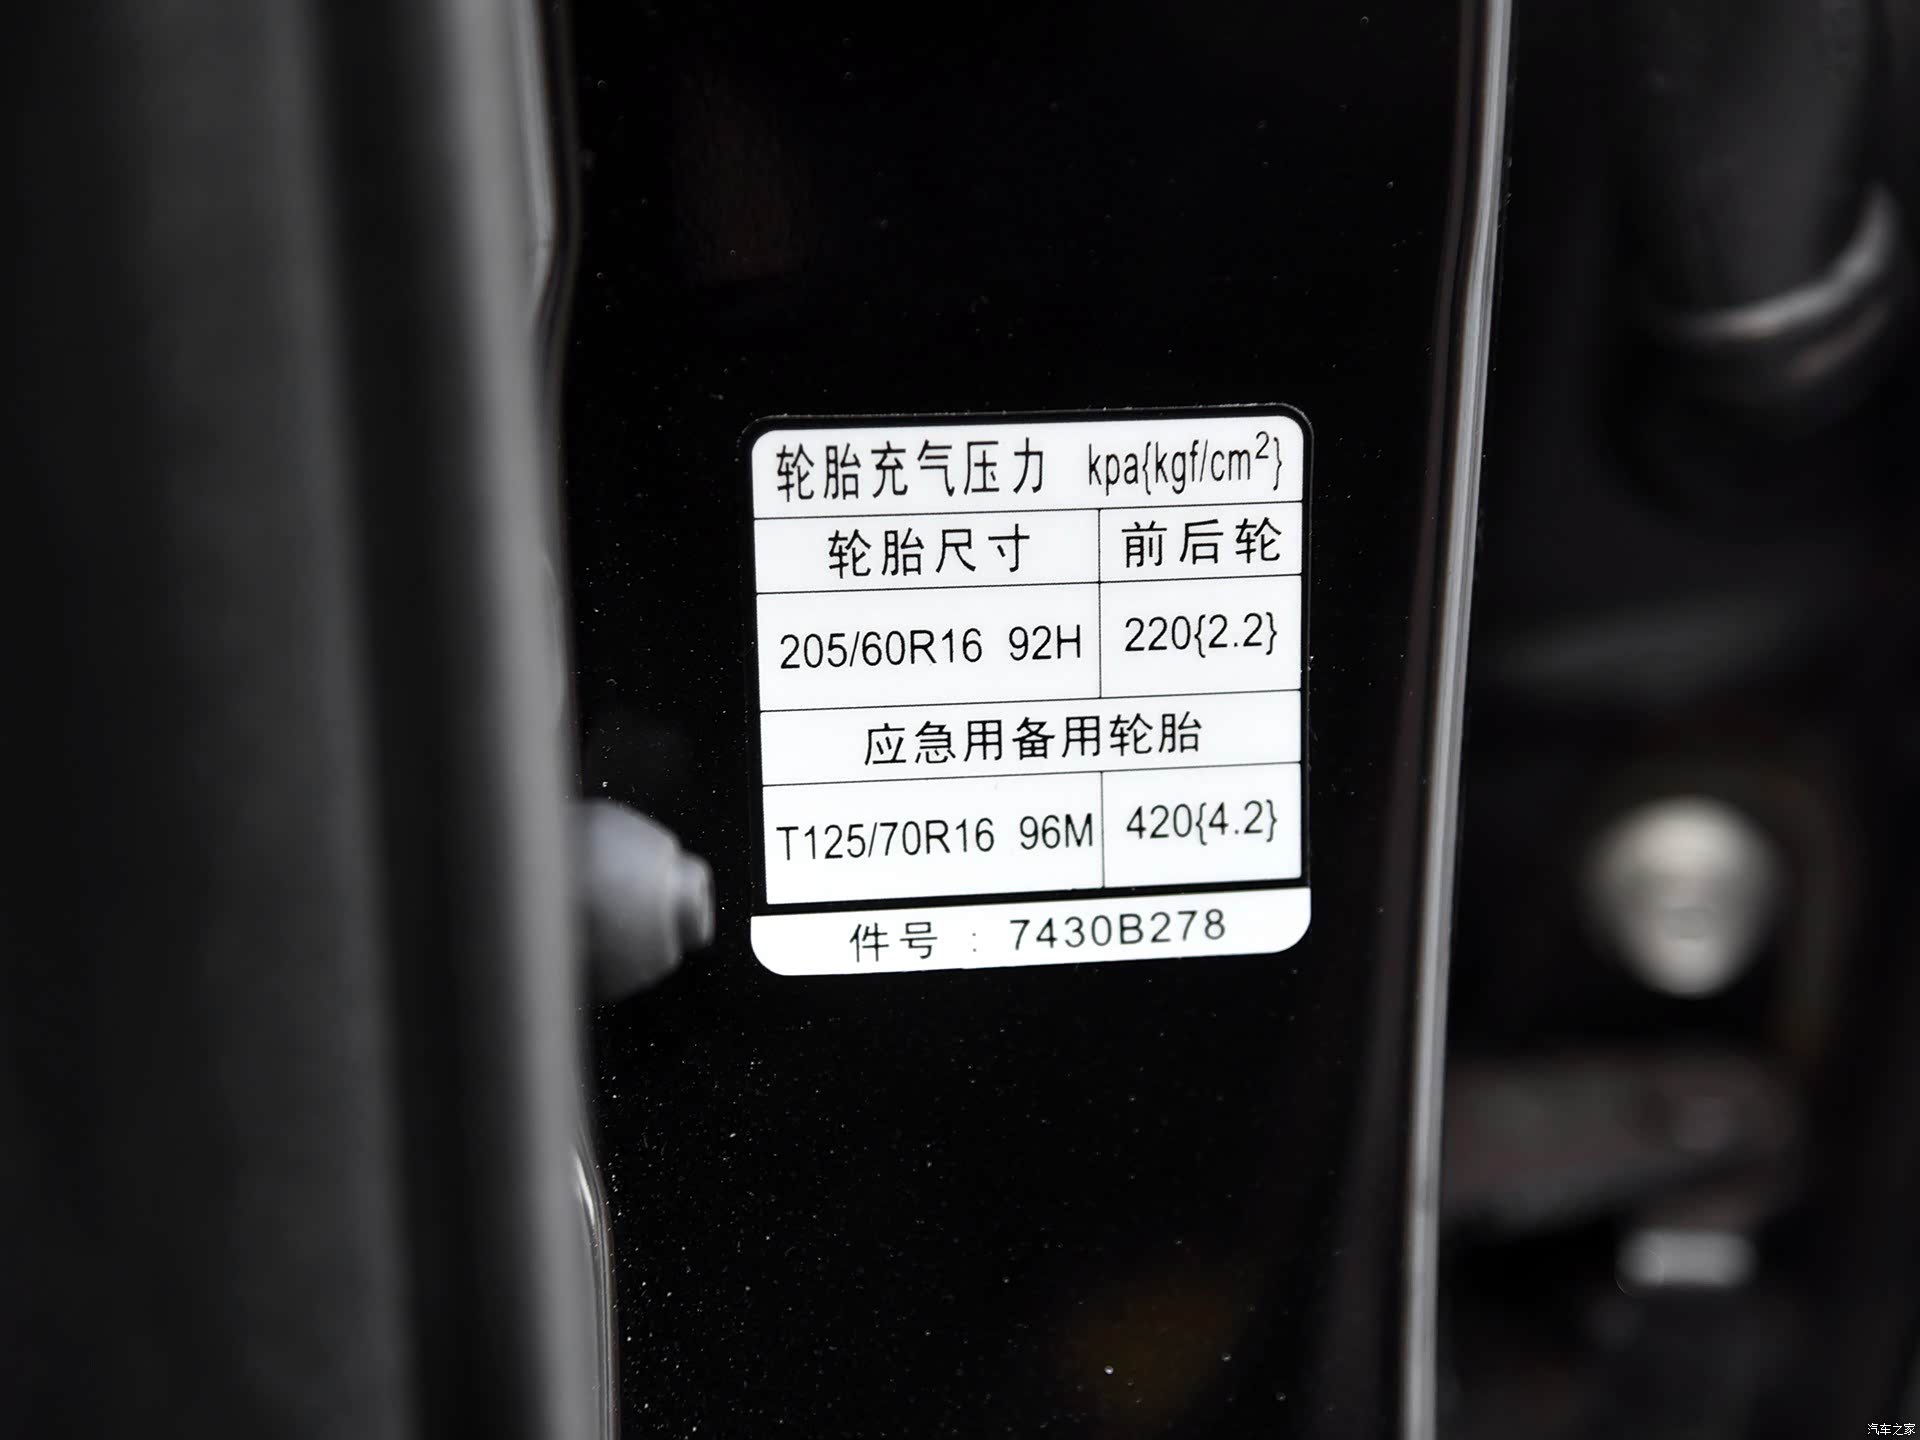 轮胎充气压力 kpa{kgf/cm²}
轮胎尺寸 前后轮
205/60R16 92H 220{2.2}
应急用备用轮胎
T125/70R16 96M 420{4.2}
件号 : 7430B278
汽车之家